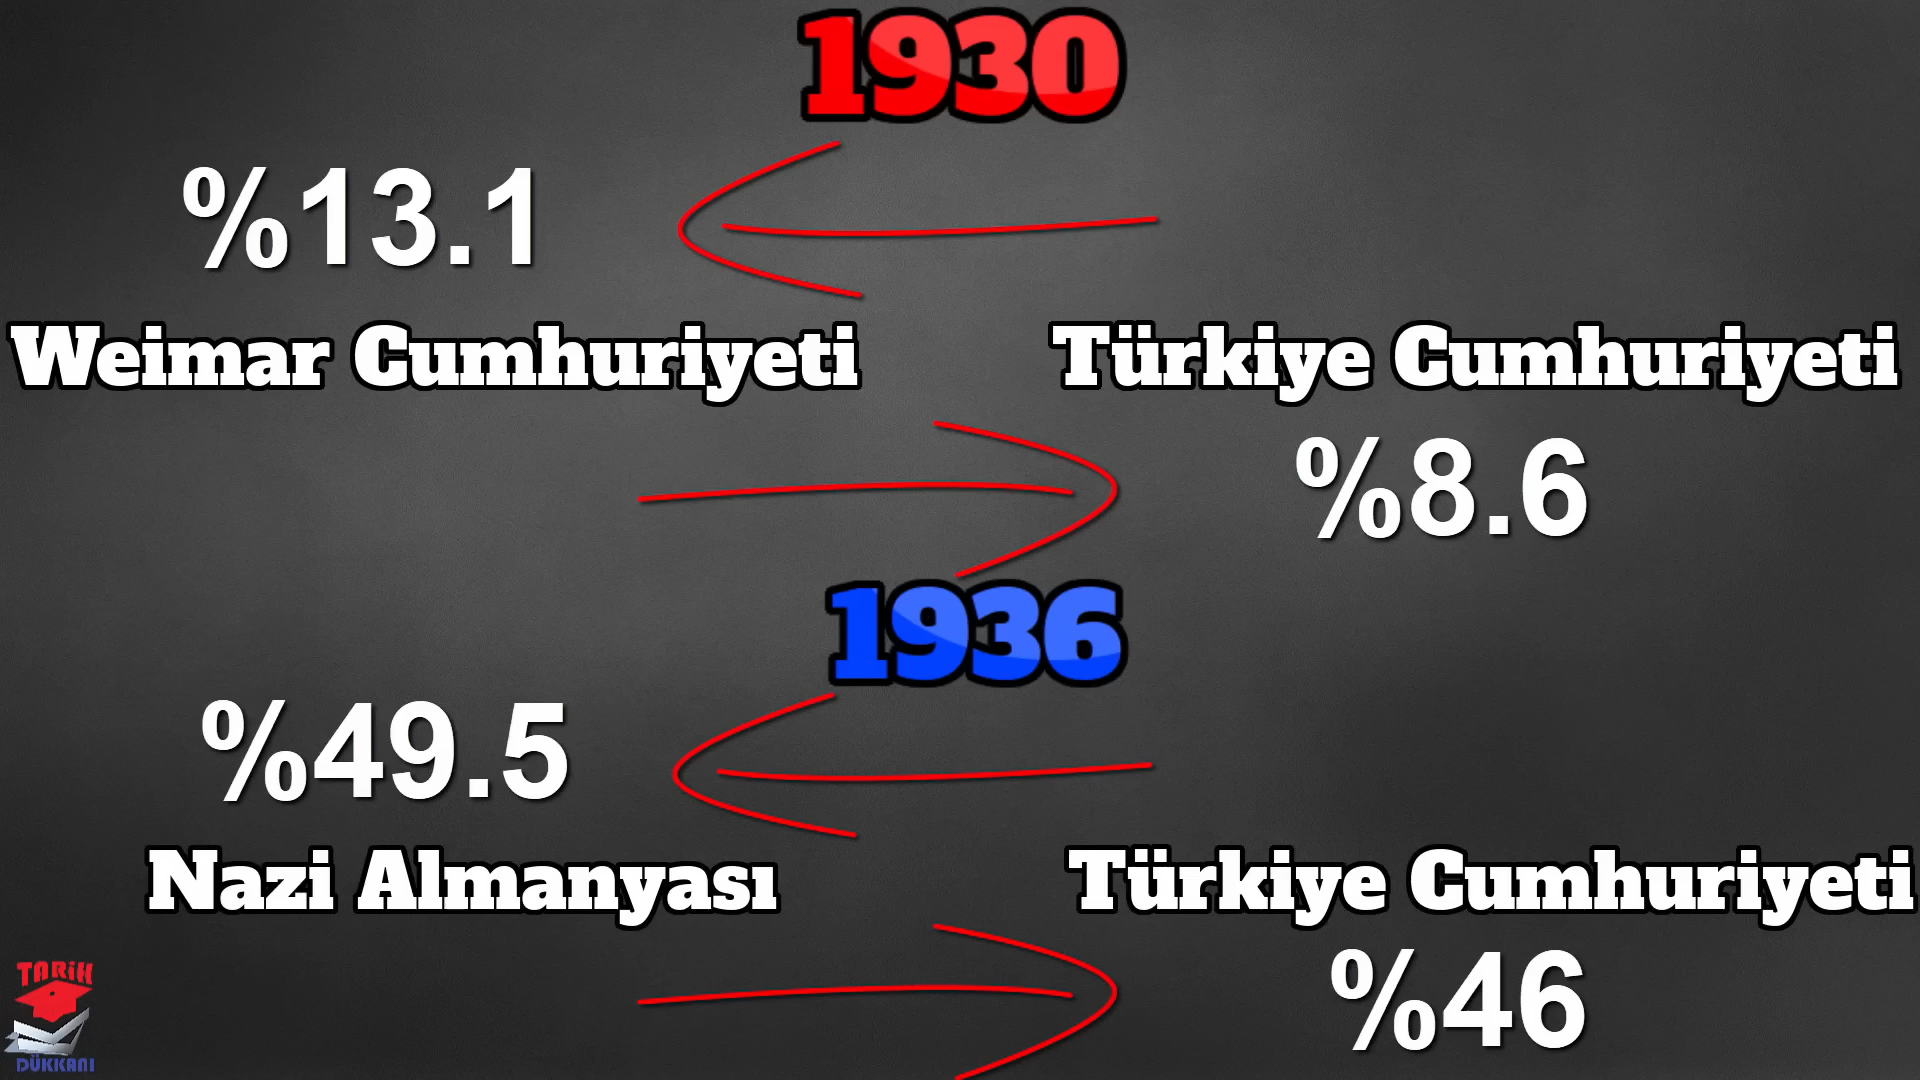 1930
%13.1
Weimar Cumhuriyeti
Türkiye Cumhuriyeti
%8.6
1936
%49.5
Nazi Almanyası
Türkiye Cumhuriyeti
%46
TARİH
DÜKKANI